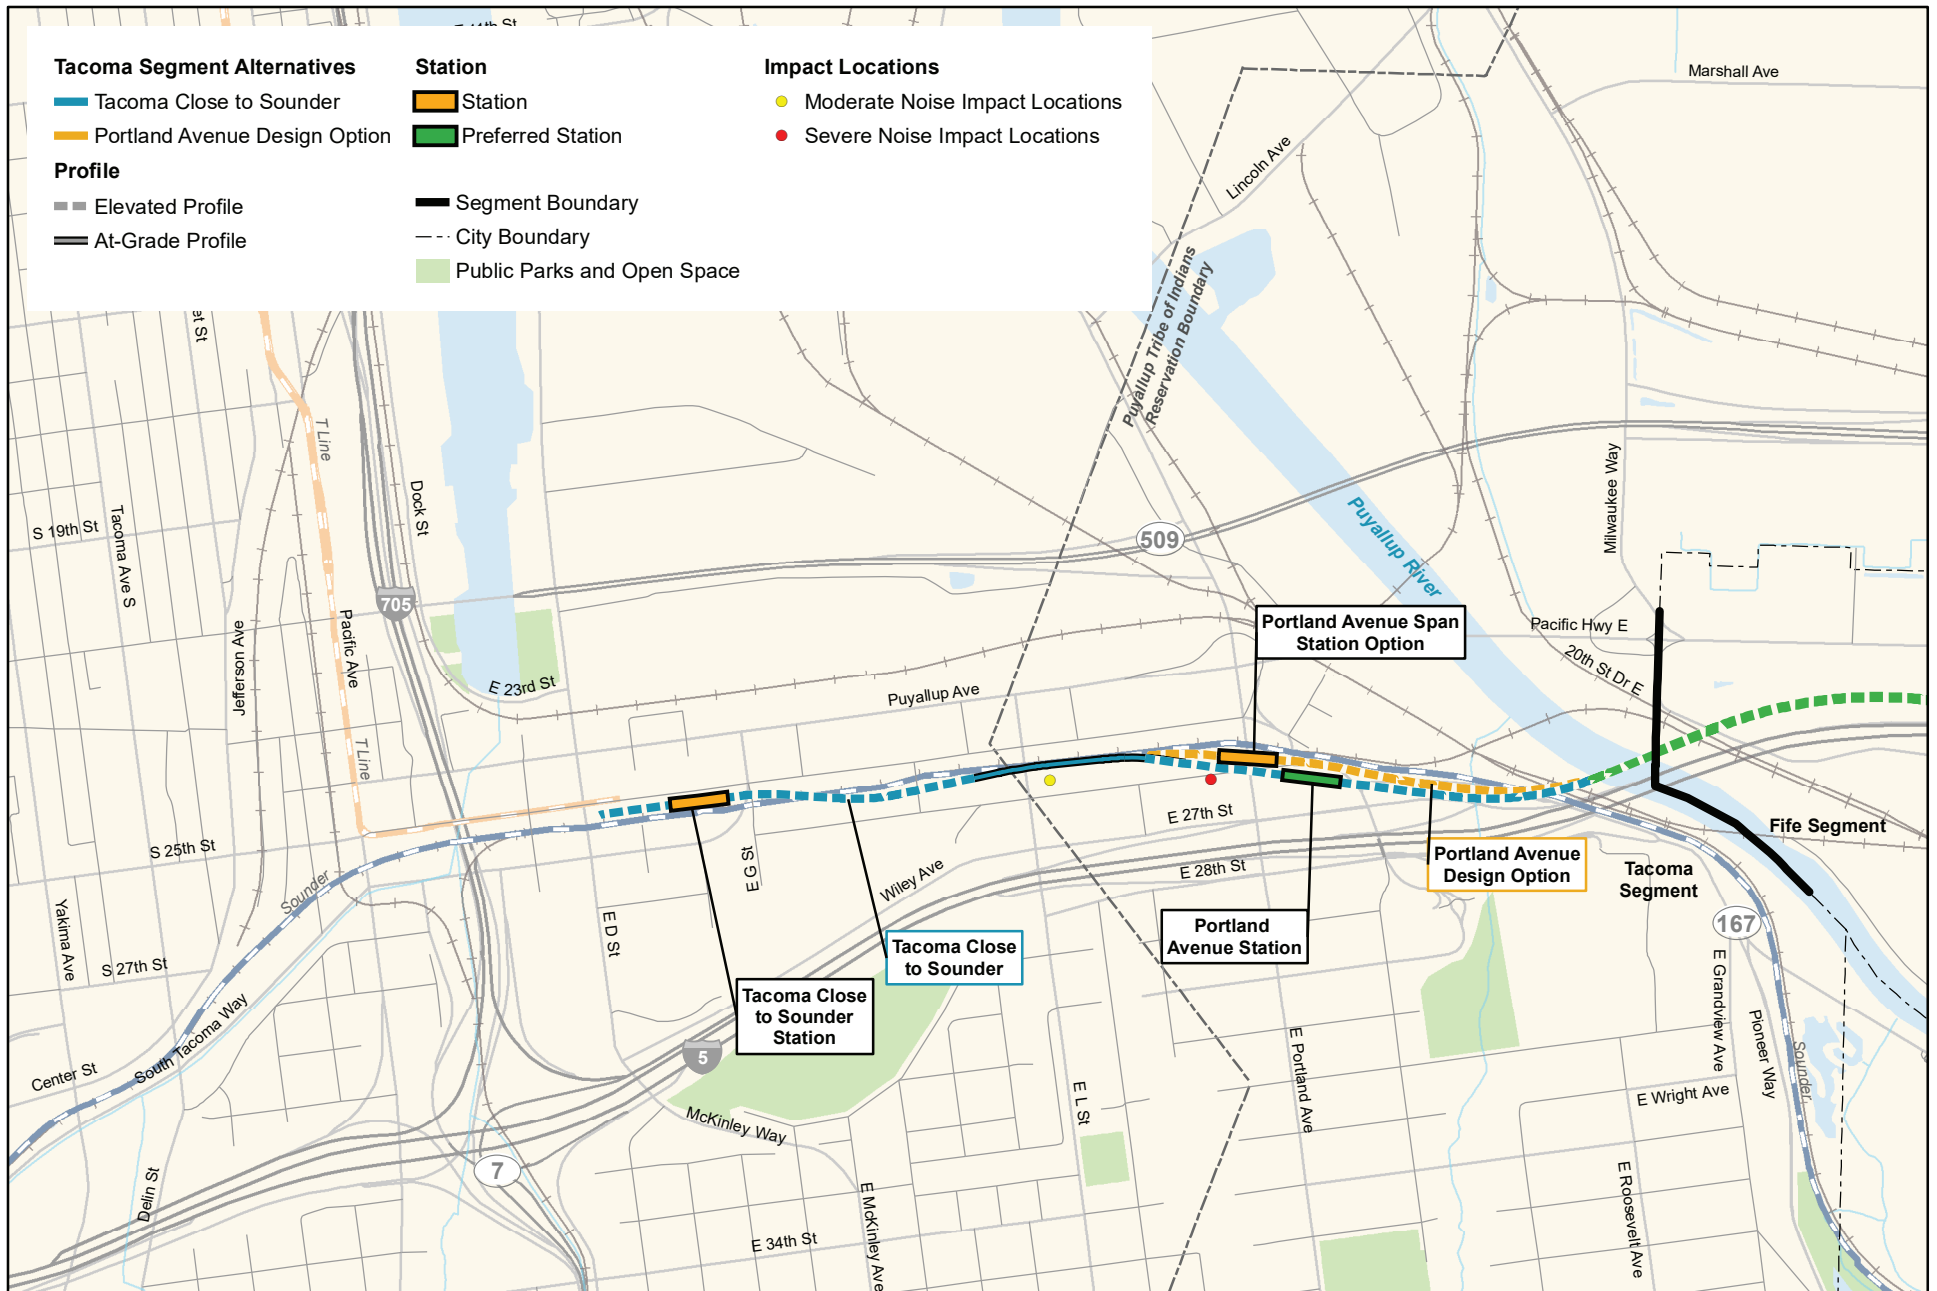 Tacoma Segment Alternatives
Tacoma Close to Sounder
Portland Avenue Design Option
Profile
Elevated Profile
At-Grade Profile
Station
Station
Preferred Station
Segment Boundary
City Boundary
Public Parks and Open Space
Impact Locations
Moderate Noise Impact Locations
Severe Noise Impact Locations
Marshall Ave
Lincoln Ave
Puyallup Tribe of Indians
Reservation Boundary
T Line
Dock St
S 19th St
Tacoma Ave S
705
509
Puyallup River
Milwaukee Way
Jefferson Ave
Pacific Ave
E 23rd St
Puyallup Ave
Portland Avenue Span
Station Option
Pacific Hwy E
20th St Dr E
T Line
S 25th St
Sounder
E G St
Wiley Ave
E 27th St
E 28th St
Portland Avenue
Design Option
Tacoma
Segment
Fife Segment
Yakima Ave
S 27th St
E D St
Tacoma Close
to Sounder
Portland
Avenue Station
167
Tacoma Close
to Sounder
Station
5
South Tacoma Way
Center St
McKinley Way
E L St
E Portland Ave
E Grandview Ave
Pioneer Way
Sounder
E Wright Ave
7
Delin St
E McKinley Ave
E 34th St
E Roosevelt Ave